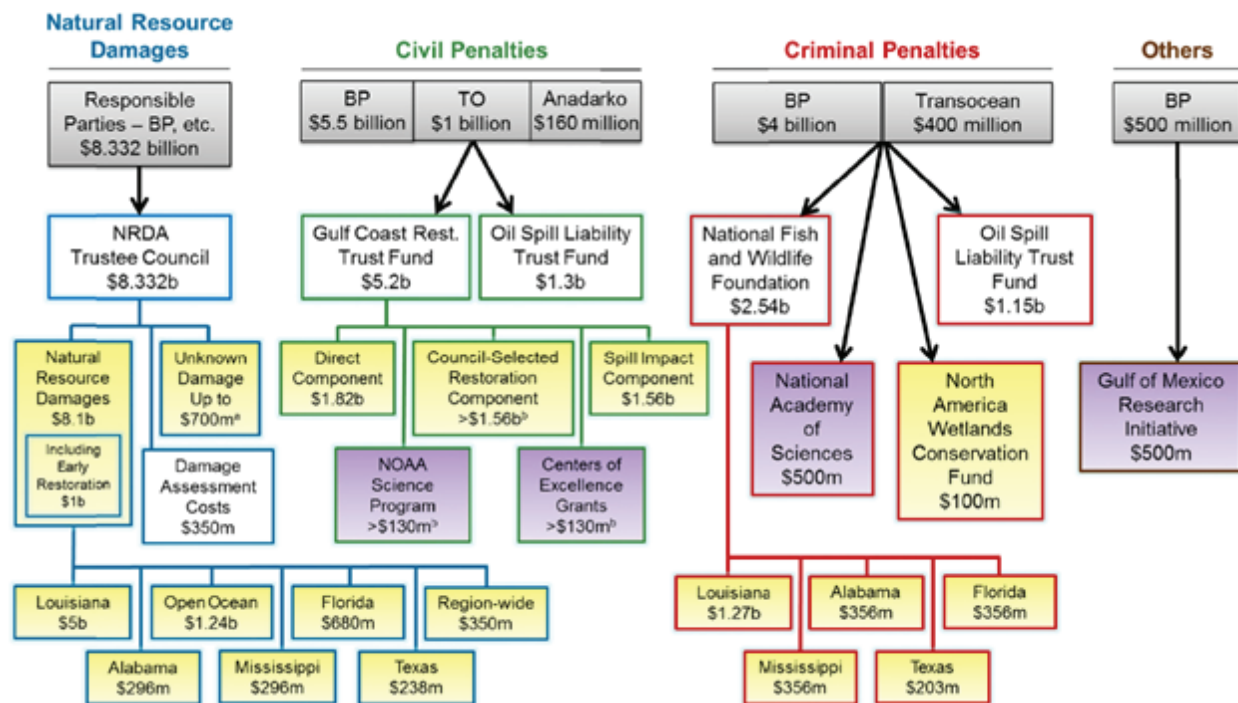 Natural Resource
Damages
Civil Penalties
Criminal Penalties
Others
Responsible
Parties – BP, etc.
$8.332 billion
BP
$5.5 billion
TO
$1 billion
Anadarko
$160 million
BP
$4 billion
Transocean
$400 million
BP
$500 million
NRDA
Trustee Council
$8.332b
Gulf Coast Rest.
Trust Fund
$5.2b
Oil Spill Liability
Trust Fund
$1.3b
National Fish
and Wildlife
Foundation
$2.54b
Oil Spill
Liability Trust
Fund
$1.15b
Natural
Resource
Damages
$8.1b
Including
Early
Restoration
$1b
Unknown
Damage
Up to
$700mᵃ
Damage
Assessment
Costs
$350m
Direct
Component
$1.82b
Council-Selected
Restoration
Component
>$1.56bᵇ
Spill Impact
Component
$1.56b
NOAA
Science
Program
>$130mᵇ
Centers of
Excellence
Grants
>$130mᵇ
National
Academy
of
Sciences
$500m
North
America
Wetlands
Conservation
Fund
$100m
Gulf of Mexico
Research
Initiative
$500m
Louisiana
$5b
Open Ocean
$1.24b
Florida
$680m
Region-wide
$350m
Alabama
$296m
Mississippi
$296m
Texas
$238m
Louisiana
$1.27b
Alabama
$356m
Florida
$356m
Mississippi
$356m
Texas
$203m